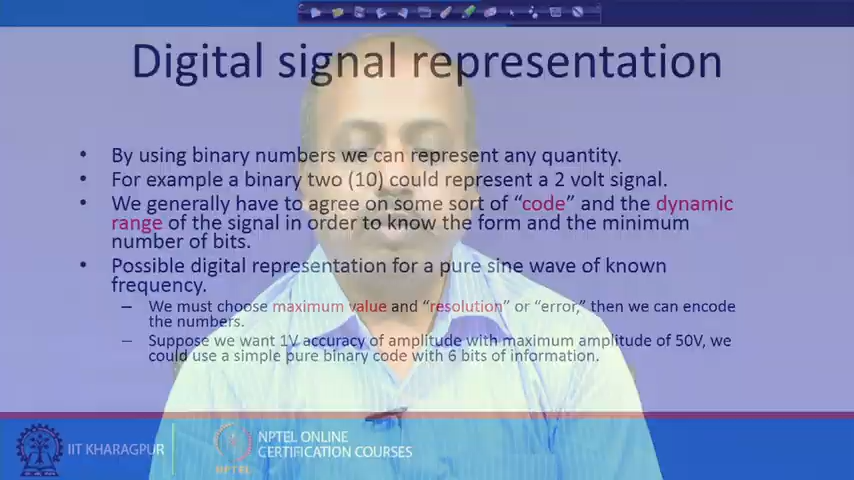 Digital signal representation
• By using binary numbers we can represent any quantity.
• For example a binary two (10) could represent a 2 volt signal.
• We generally have to agree on some sort of “code” and the dynamic
range of the signal in order to know the form and the minimum
number of bits.
• Possible digital representation for a pure sine wave of known
frequency.
– We must choose maximum value and “resolution” or “error,” then we can encode
the numbers.
– Suppose we want 1V accuracy of amplitude with maximum amplitude of 50V, we
could use a simple pure binary code with 6 bits of information.
IIT KHARAGPUR
NPTEL
NPTEL ONLINE
CERTIFICATION COURSES